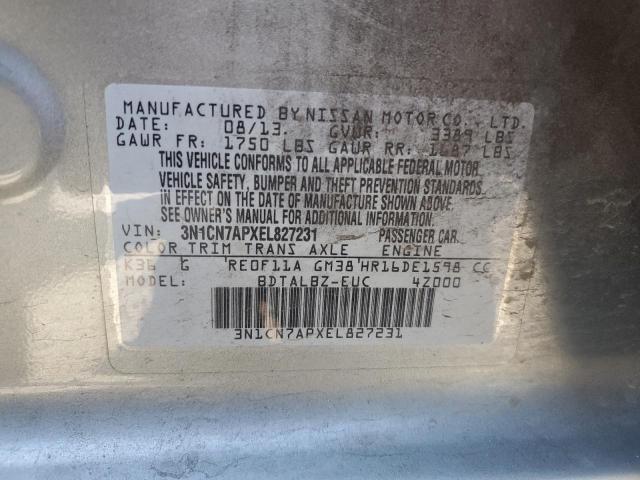 MANUFACTURED BY NISSAN MOTOR CO., LTD.
DATE: 08/13. GVWR: 3389 LBS
GAWR FR: 1750 LBS GAWR RR: 1687 LBS
THIS VEHICLE CONFORMS TO ALL APPLICABLE FEDERAL MOTOR
VEHICLE SAFETY, BUMPER AND THEFT PREVENTION STANDARDS
IN EFFECT ON THE DATE OF MANUFACTURE SHOWN ABOVE.
SEE OWNER'S MANUAL FOR ADDITIONAL INFORMATION.
VIN: 3N1CN7APXEL827231 PASSENGER CAR
COLOR TRIM TRANS AXLE ENGINE
K36 G RE0F11A GM38 HR16DE1598 CC
MODEL: BDTALBZ-EUC 4Z000
3N1CN7APXEL827231